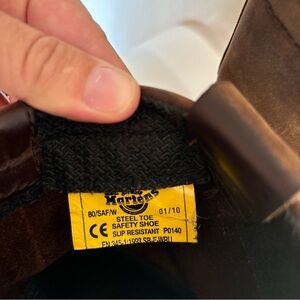 Dr. Martens
80/SAF/W 01/10
STEEL TOE
CE SAFETY SHOE
SLIP RESISTANT P0140
EN 345-1:1999 SB-E-WRU